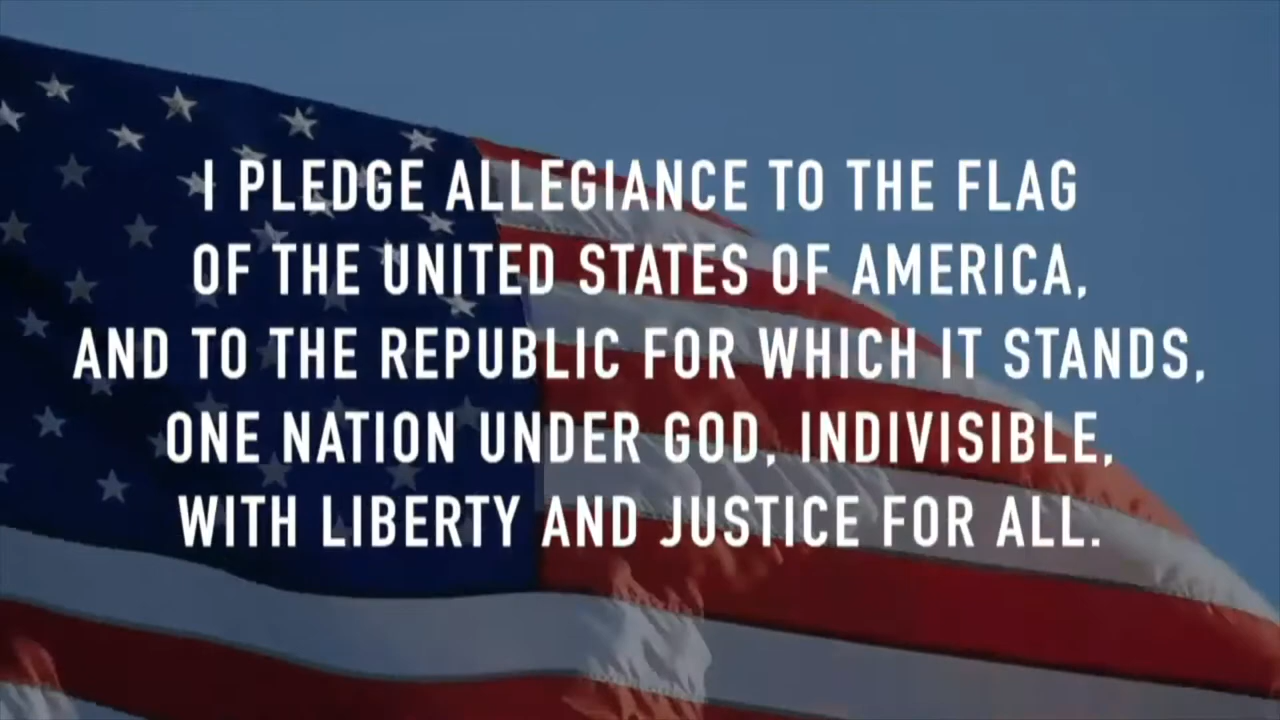 I PLEDGE ALLEGIANCE TO THE FLAG
OF THE UNITED STATES OF AMERICA,
AND TO THE REPUBLIC FOR WHICH IT STANDS,
ONE NATION UNDER GOD, INDIVISIBLE,
WITH LIBERTY AND JUSTICE FOR ALL.